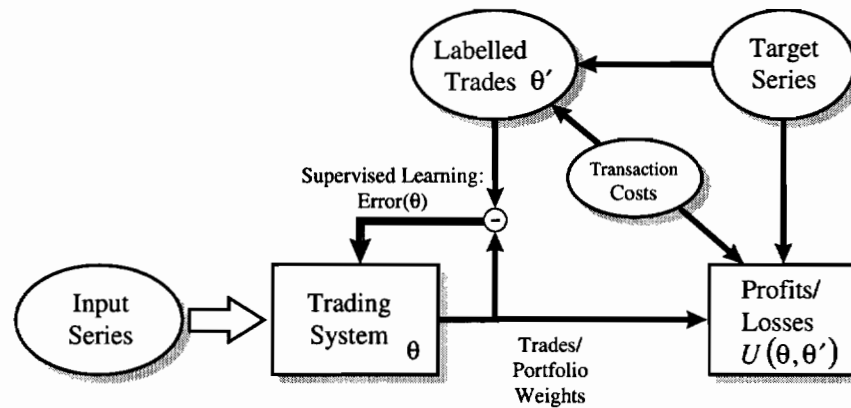 Labelled
Trades θ′
Target
Series
Supervised Learning:
Error(θ)
Transaction
Costs
-
Input
Series
Trading
System
θ
Trades/
Portfolio
Weights
Profits/
Losses
U(θ,θ′)